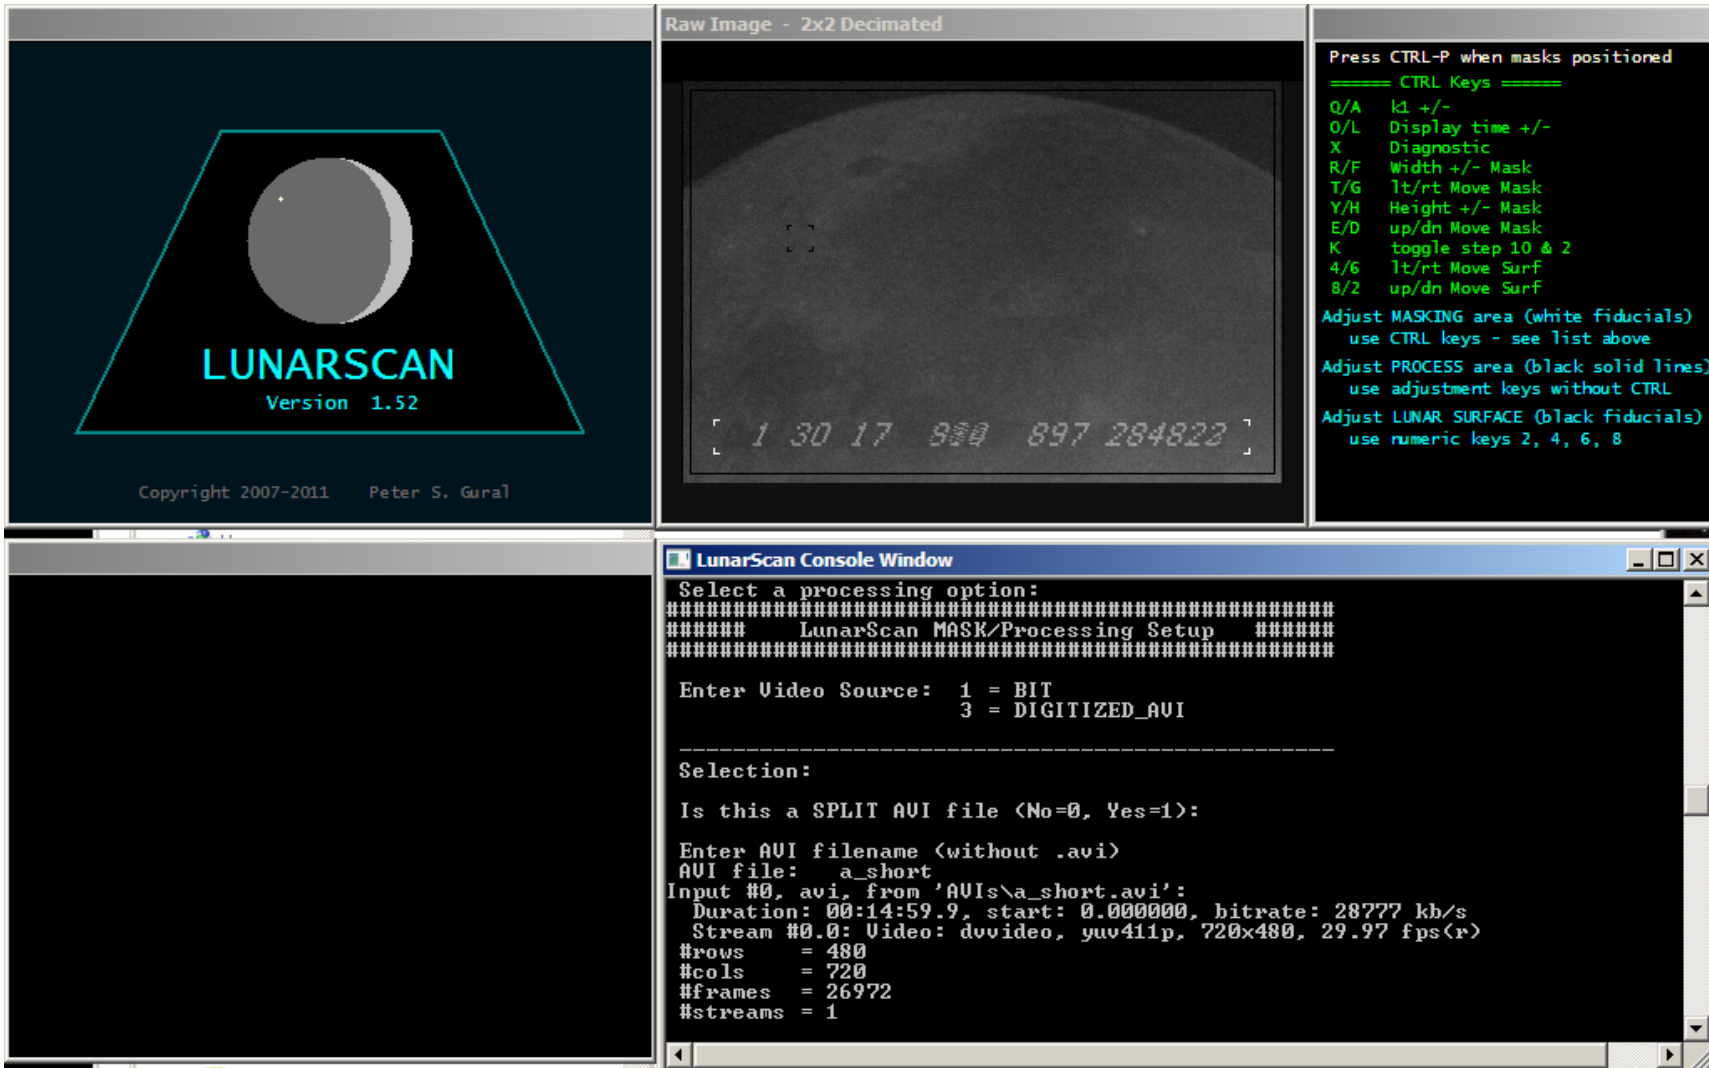 LUNARSCAN
Version 1.52
Copyright 2007-2011 Peter S. Gural
Raw Image - 2x2 Decimated
1 30 17 897 284823
Press CTRL-P when masks positioned
====== CTRL Keys ======
Q/A k1 +/-
O/L Display time +/-
X Diagnostic
R/F Width +/- Mask
T/G lt/rt Move Mask
Y/H Height +/- Mask
E/D up/dn Move Mask
K toggle step 10 & 2
4/6 lt/rt Move Surf
8/2 up/dn Move Surf
Adjust MASKING area (white fiducials)
use CTRL keys - see list above
Adjust PROCESS area (black solid lines)
use adjustment keys without CTRL
Adjust LUNAR SURFACE (black fiducials)
use numeric keys 2, 4, 6, 8
LunarScan Console Window
Select a processing option:
##################################################
###### LunarScan MASK/Processing Setup ######
##################################################
Enter Video Source: 1 = BIT
3 = DIGITIZED_AVI
_________________________________________________
Selection:
Is this a SPLIT AVI file (No=0, Yes=1):
Enter AVI filename (without .avi)
AVI file: a_short
Input #0, avi, from 'AVIs\a_short.avi':
Duration: 00:14:59.9, start: 0.000000, bitrate: 28777 kb/s
Stream #0.0: Video: dvvideo, yuv411p, 720x480, 29.97 fps(r)
#rows = 480
#cols = 720
#frames = 26972
#streams = 1